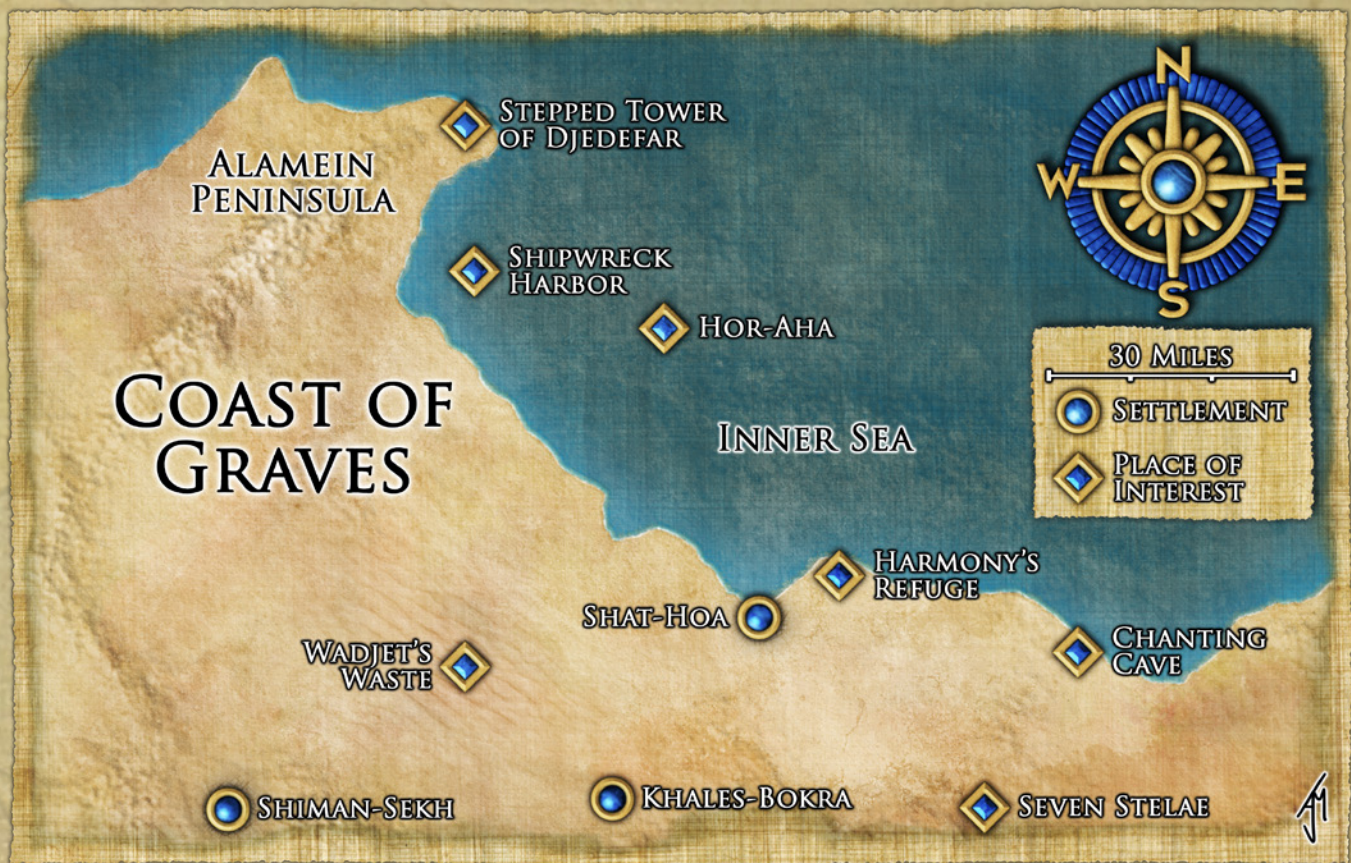 STEPPED TOWER
OF DJEDEFAR
ALAMEIN
PENINSULA
SHIPWRECK
HARBOR
HOR-AHA
COAST OF
GRAVES
INNER SEA
N
W
E
S
30 MILES
SETTLEMENT
PLACE OF
INTEREST
HARMONY'S
REFUGE
SHAT-HOA
WADJET'S
WASTE
CHANTING
CAVE
SHIMAN-SEKH
KHALES-BOKRA
SEVEN STELAE